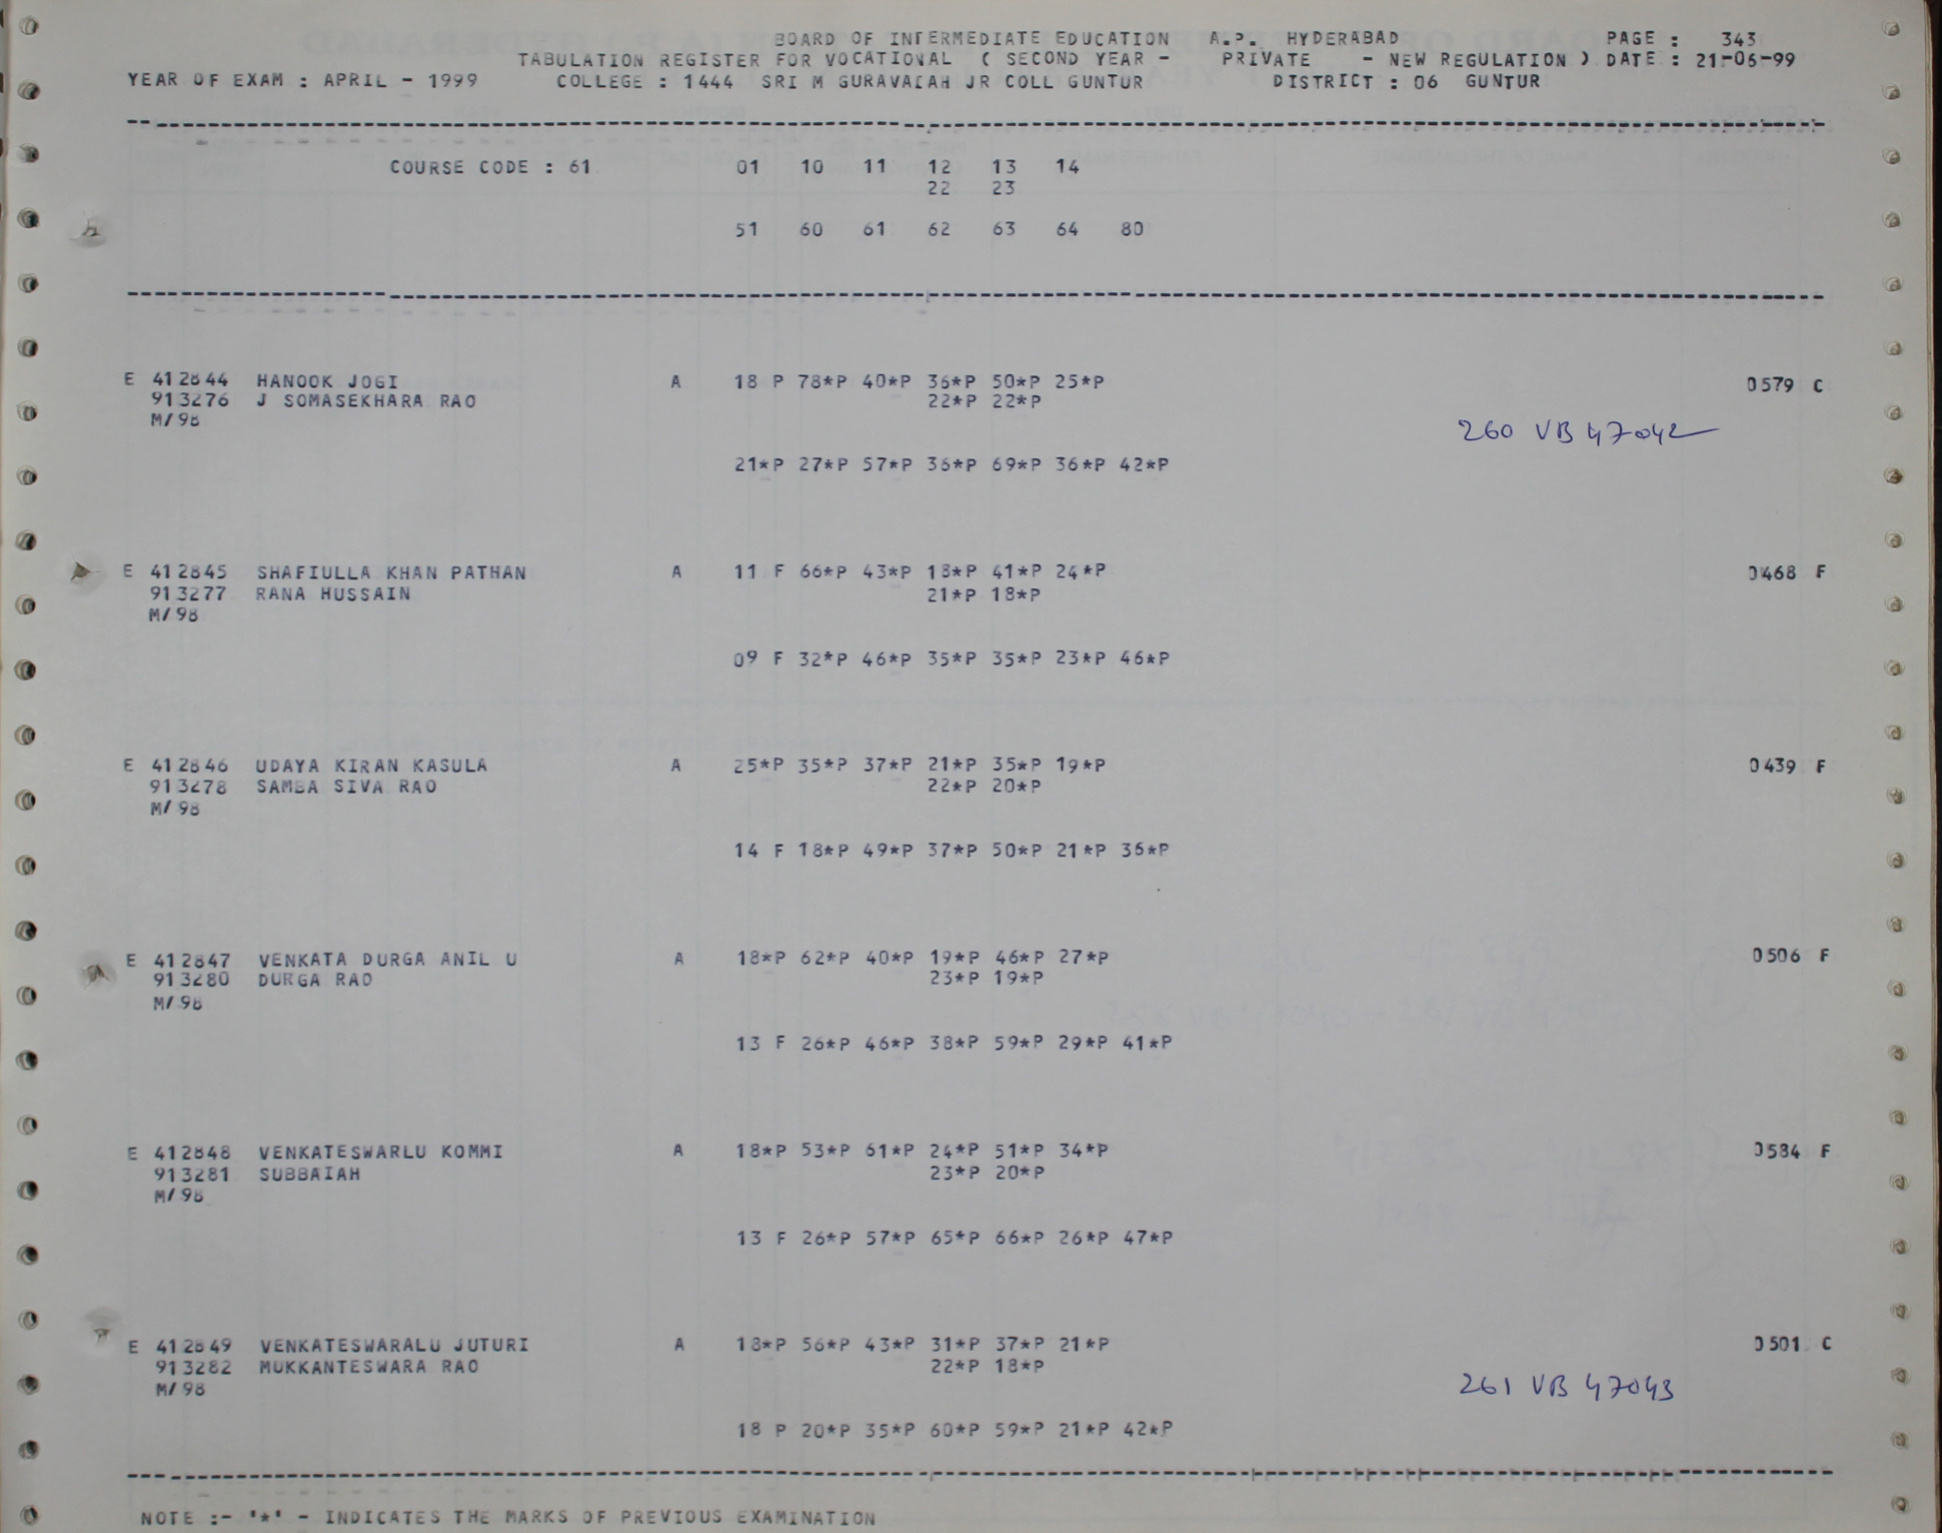 BOARD OF INTERMEDIATE EDUCATION A.P. HYDERABAD PAGE : 343
TABULATION REGISTER FOR VOCATIONAL ( SECOND YEAR - PRIVATE - NEW REGULATION ) DATE : 21-06-99
YEAR OF EXAM : APRIL - 1999 COLLEGE : 1444 SRI M GURAVAIAH JR COLL GUNTUR DISTRICT : 06 GUNTUR
COURSE CODE : 61 01 10 11 12 13 14
22 23
51 60 61 62 63 64 80
E 412844 HANOOK JOGI A 18 P 78*P 40*P 36*P 50*P 25*P 0579 C
913276 J SOMASEKHARA RAO 22*P 22*P
M/98 260 VB 47042
21*P 27*P 57*P 36*P 69*P 36*P 42*P
E 412845 SHAFIULLA KHAN PATHAN A 11 F 66*P 43*P 18*P 41*P 24*P 0468 F
913277 RANA HUSSAIN 21*P 18*P
M/98
09 F 32*P 46*P 35*P 35*P 23*P 46*P
E 412846 UDAYA KIRAN KASULA A 25*P 35*P 37*P 21*P 35*P 19*P 0439 F
913278 SAMBA SIVA RAO 22*P 20*P
M/98
14 F 18*P 49*P 37*P 50*P 21*P 36*P
E 412847 VENKATA DURGA ANIL U A 18*P 62*P 40*P 19*P 46*P 27*P 0506 F
913280 DURGA RAO 23*P 19*P
M/98
13 F 26*P 46*P 38*P 59*P 29*P 41*P
E 412848 VENKATESWARLU KOMMI A 18*P 53*P 61*P 24*P 51*P 34*P 0584 F
913281 SUBBAIAH 23*P 20*P
M/98
13 F 26*P 57*P 65*P 66*P 26*P 47*P
E 412849 VENKATESWARALU JUTURI A 18*P 56*P 43*P 31*P 37*P 21*P 0501 C
913282 MUKKANTESWARA RAO 22*P 18*P
M/98 261 VB 47043
18 P 20*P 35*P 60*P 59*P 21*P 42*P
NOTE :- '*' - INDICATES THE MARKS OF PREVIOUS EXAMINATION